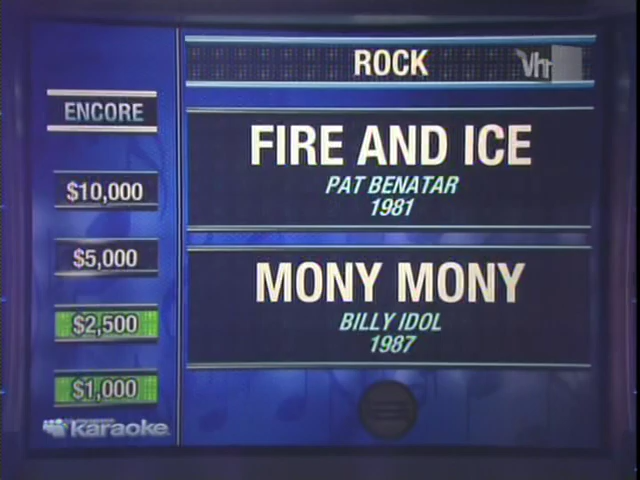 ROCK
Vh1
ENCORE
$10,000
$5,000
$2,500
$1,000
FIRE AND ICE
PAT BENATAR
1981
MONY MONY
BILLY IDOL
1987
karaoke